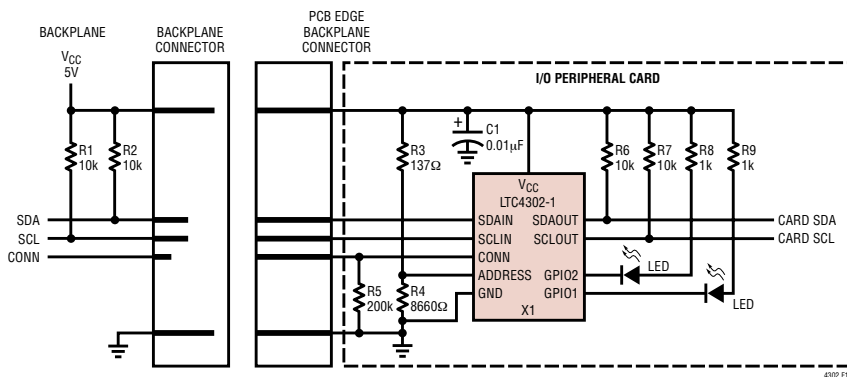 BACKPLANE
BACKPLANE
CONNECTOR
PCB EDGE
BACKPLANE
CONNECTOR
VCC
5V
I/O PERIPHERAL CARD
R1
10k
R2
10k
R3
137Ω
+
C1
0.01µF
R6
10k
R7
10k
R8
1k
R9
1k
VCC
LTC4302-1
SDA
SCL
CONN
SDAIN
SDAOUT
SCLIN
SCLOUT
CONN
ADDRESS
GPIO2
GND
GPIO1
X1
CARD SDA
CARD SCL
LED
LED
R5
200k
R4
8660Ω